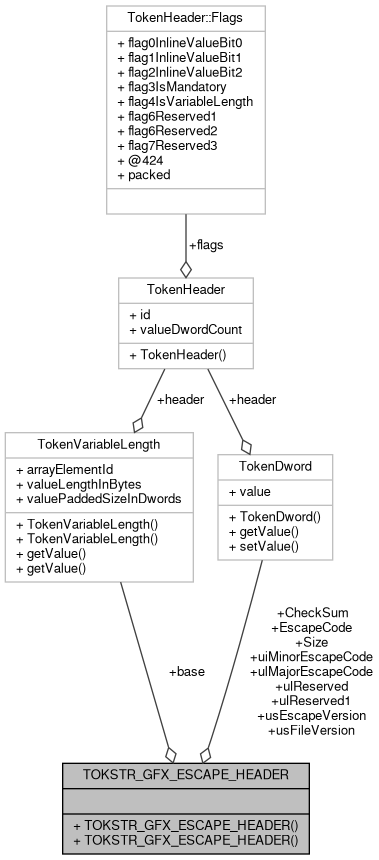 TokenHeader::Flags
+ flag0InlineValueBit0
+ flag1InlineValueBit1
+ flag2InlineValueBit2
+ flag3IsMandatory
+ flag4IsVariableLength
+ flag6Reserved1
+ flag6Reserved2
+ flag7Reserved3
+ @424
+ packed
+flags
TokenHeader
+ id
+ valueDwordCount
+ TokenHeader()
+header
+header
TokenVariableLength
+ arrayElementId
+ valueLengthInBytes
+ valuePaddedSizeInDwords
+ TokenVariableLength()
+ TokenVariableLength()
+ getValue()
+ getValue()
TokenDword
+ value
+ TokenDword()
+ getValue()
+ setValue()
+base
+CheckSum
+EscapeCode
+Size
+uiMinorEscapeCode
+ulMajorEscapeCode
+ulReserved
+ulReserved1
+usEscapeVersion
+usFileVersion
TOKSTR_GFX_ESCAPE_HEADER
+ TOKSTR_GFX_ESCAPE_HEADER()
+ TOKSTR_GFX_ESCAPE_HEADER()